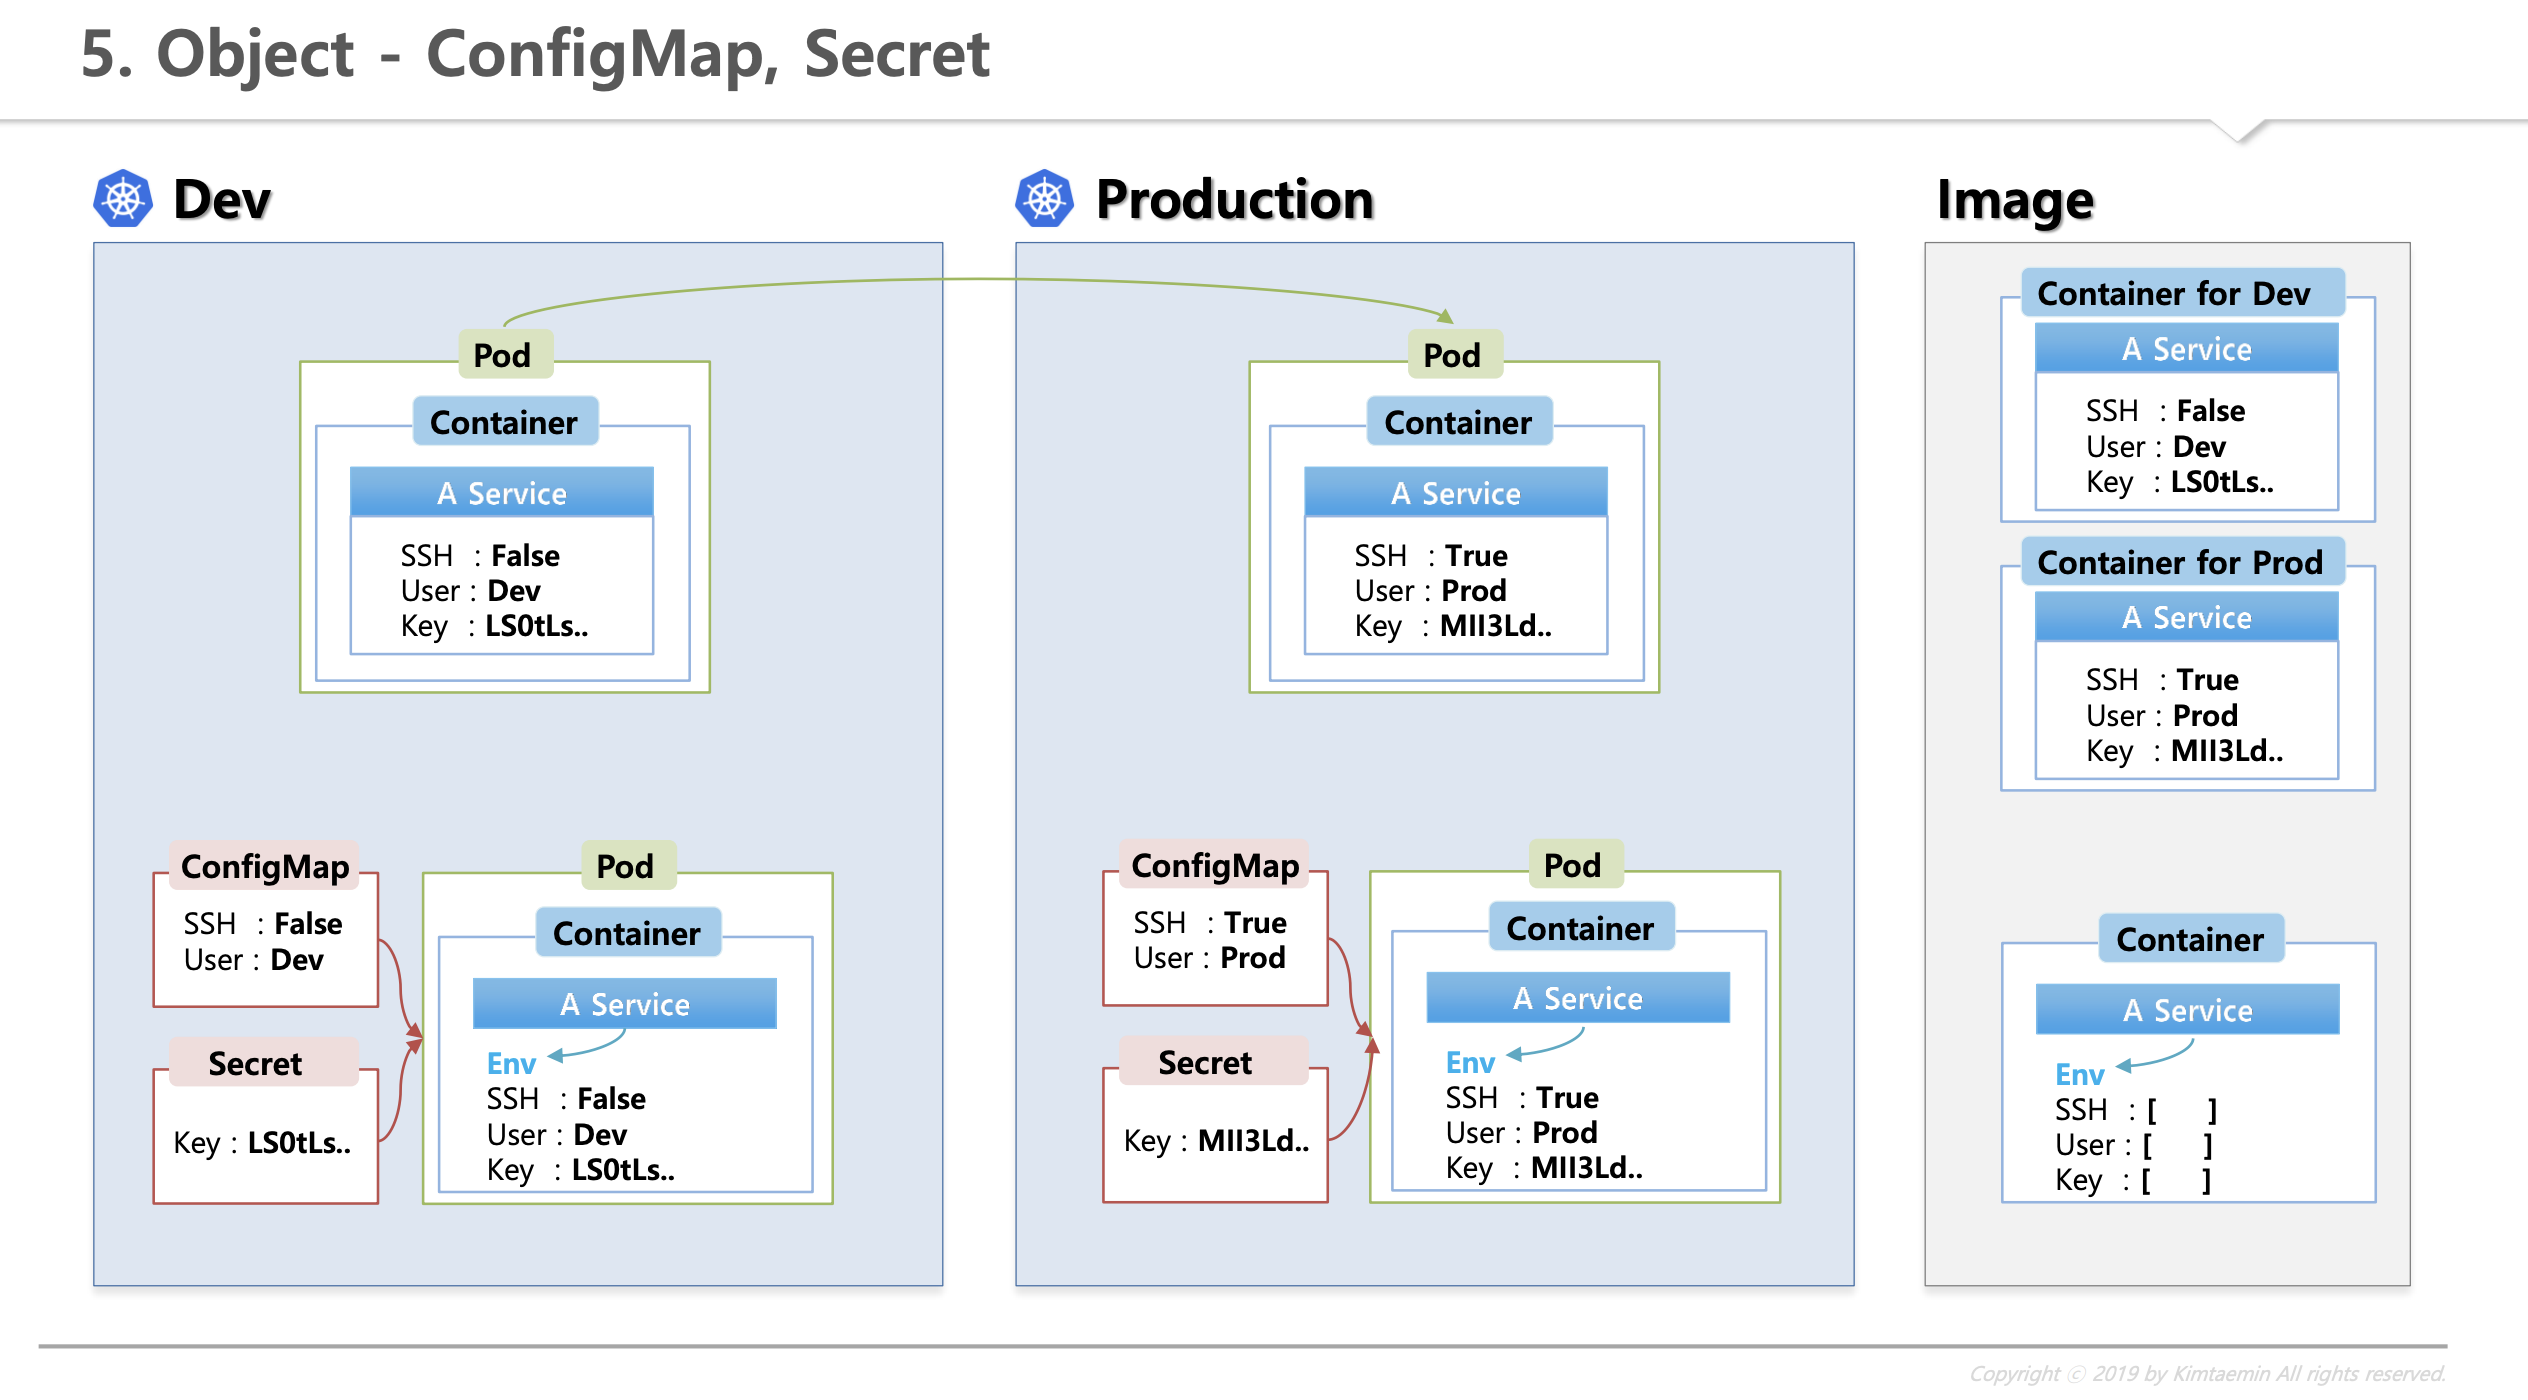 5. Object - ConfigMap, Secret
Dev
Pod
Container
A Service
SSH : False
User : Dev
Key : LS0tLs..
ConfigMap
SSH : False
User : Dev
Secret
Key : LS0tLs..
Pod
Container
A Service
Env
SSH : False
User : Dev
Key : LS0tLs..
Production
Pod
Container
A Service
SSH : True
User : Prod
Key : MII3Ld..
ConfigMap
SSH : True
User : Prod
Secret
Key : MII3Ld..
Pod
Container
A Service
Env
SSH : True
User : Prod
Key : MII3Ld..
Image
Container for Dev
A Service
SSH : False
User : Dev
Key : LS0tLs..
Container for Prod
A Service
SSH : True
User : Prod
Key : MII3Ld..
Container
A Service
Env
SSH : [ ]
User : [ ]
Key : [ ]
Copyright ⓒ 2019 by Kimtaemin All rights reserved.